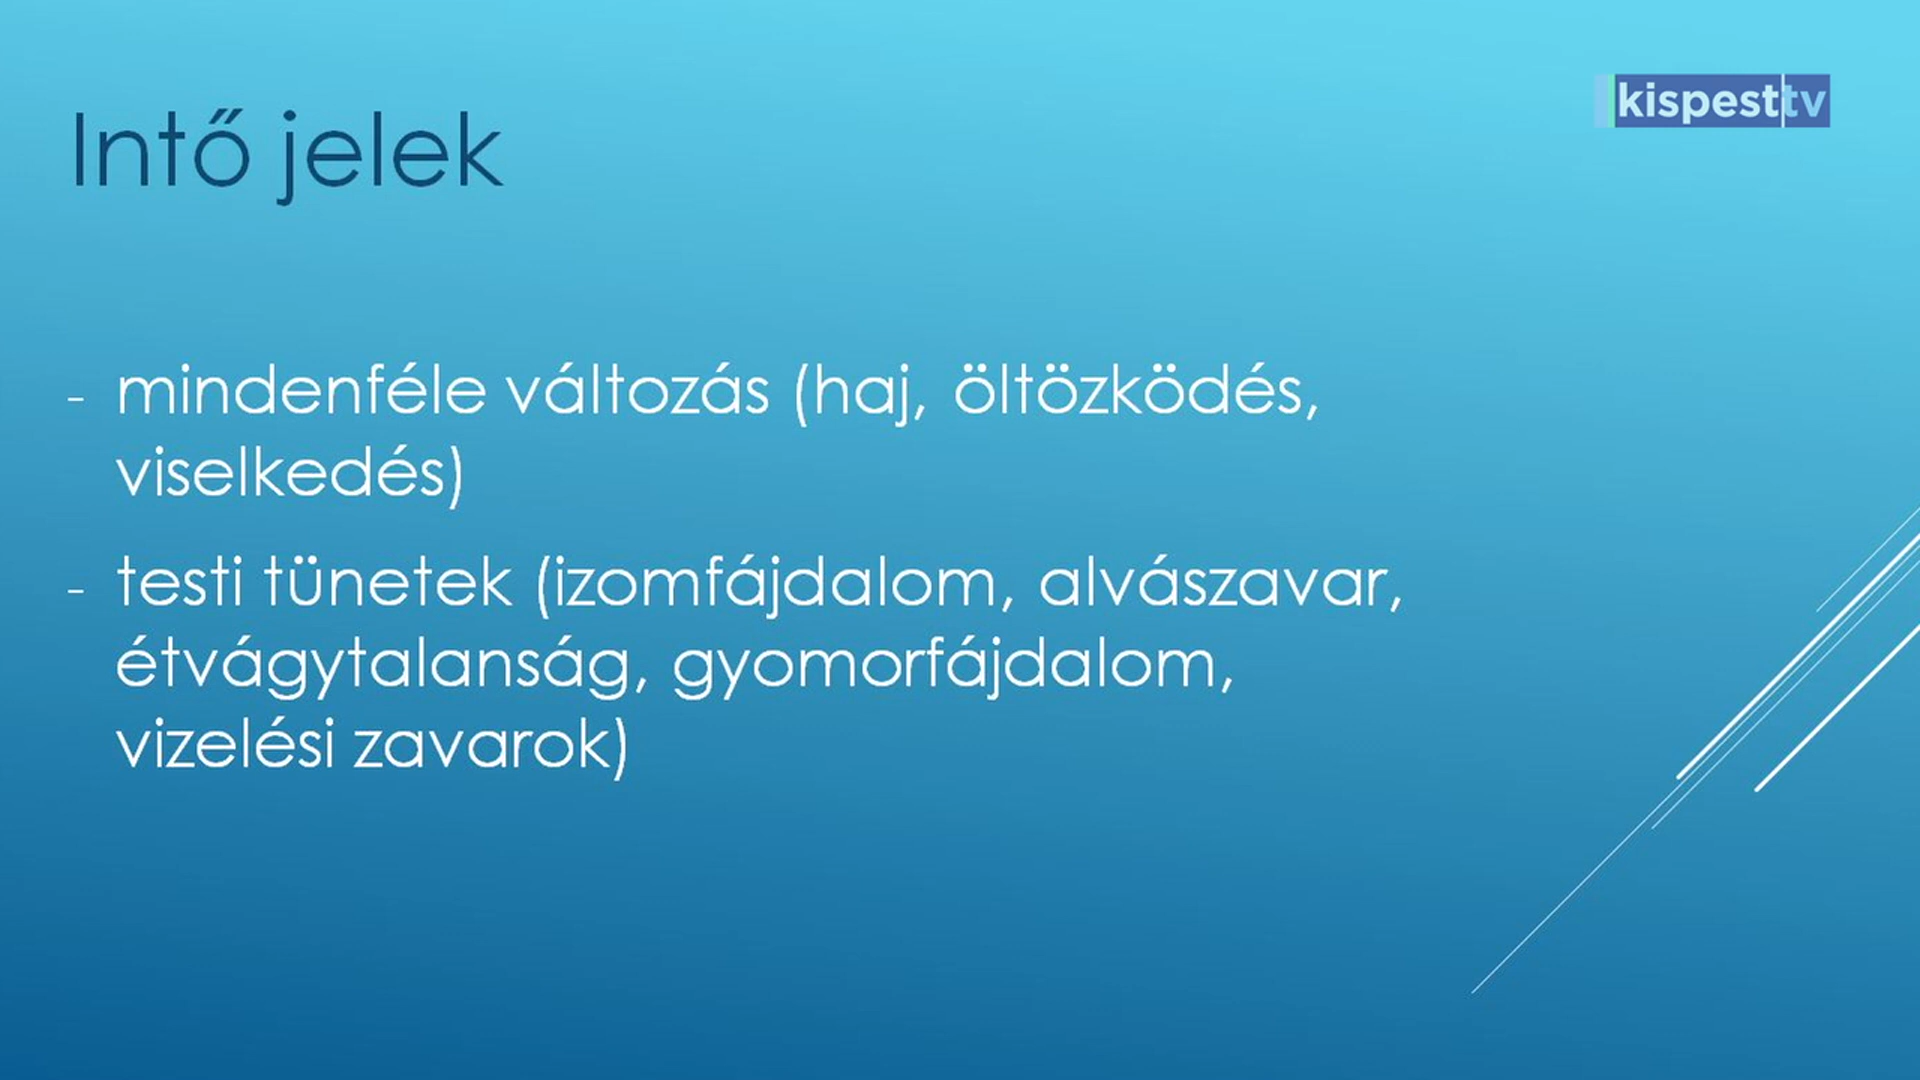 kispesttv
Intő jelek
- mindenféle változás (haj, öltözködés,
viselkedés)
- testi tünetek (izomfájdalom, alvászavar,
étvágytalanság, gyomorfájdalom,
vizelési zavarok)